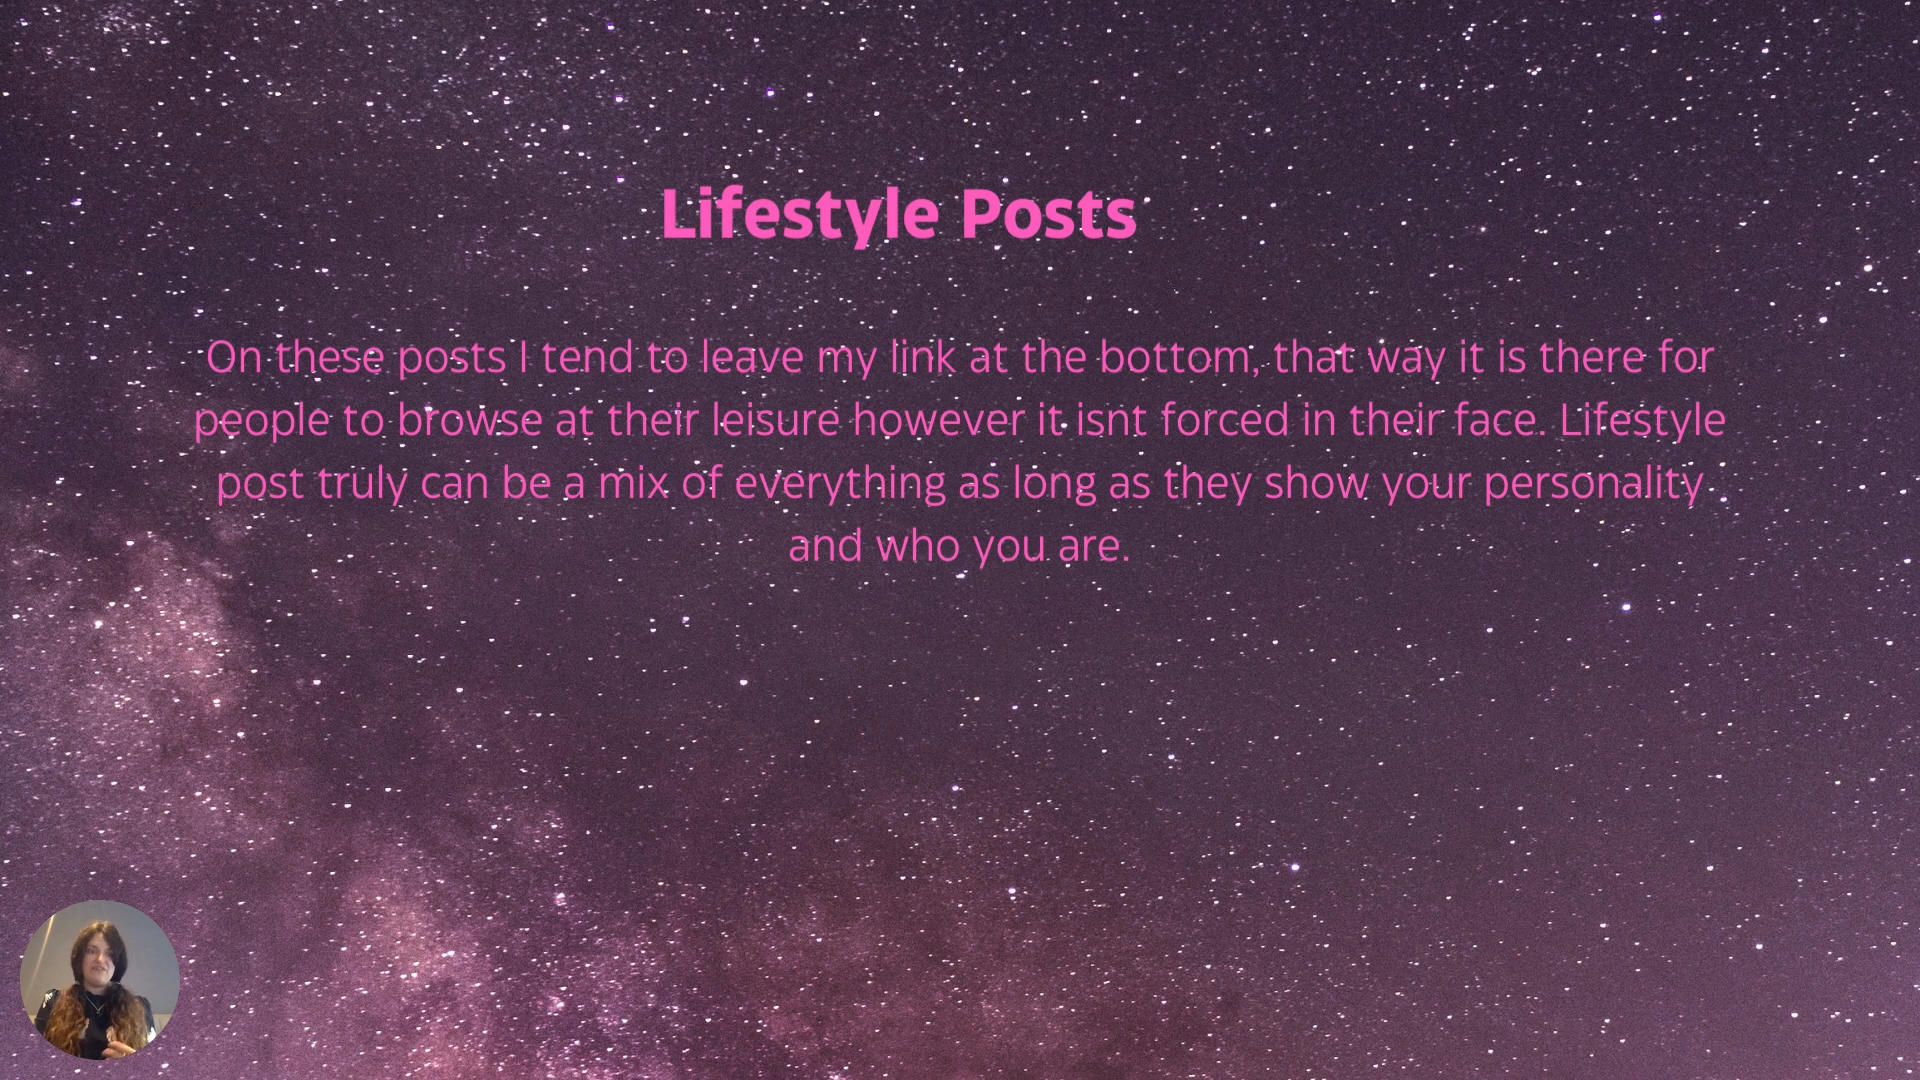 Lifestyle Posts
On these posts I tend to leave my link at the bottom, that way it is there for
people to browse at their leisure however it isnt forced in their face. Lifestyle
post truly can be a mix of everything as long as they show your personality
and who you are.